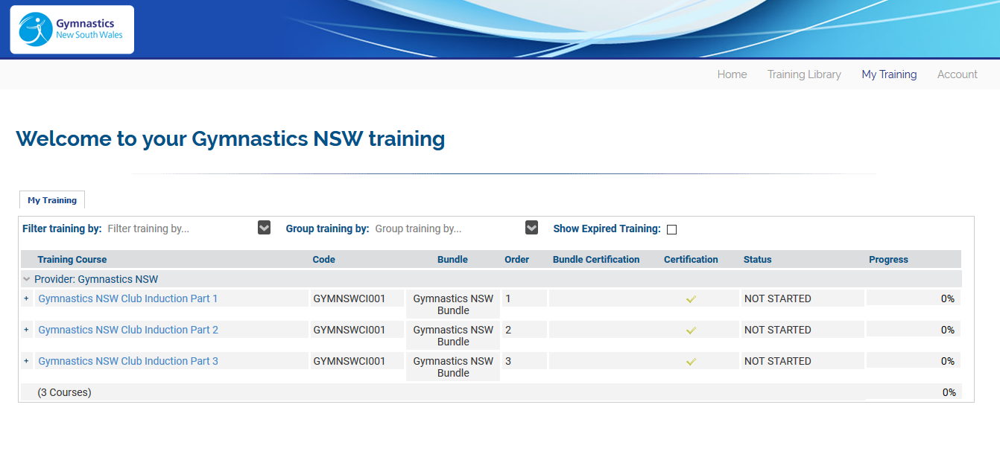 Gymnastics
New South Wales
Home Training Library My Training Account
Welcome to your Gymnastics NSW training
My Training
Filter training by: Filter training by... Group training by: Group training by... Show Expired Training:
Training Course Code Bundle Order Bundle Certification Certification Status Progress
Provider: Gymnastics NSW
+ Gymnastics NSW Club Induction Part 1 GYMNSWCI001 Gymnastics NSW 1 NOT STARTED 0%
Bundle
+ Gymnastics NSW Club Induction Part 2 GYMNSWCI001 Gymnastics NSW 2 NOT STARTED 0%
Bundle
+ Gymnastics NSW Club Induction Part 3 GYMNSWCI001 Gymnastics NSW 3 NOT STARTED 0%
Bundle
(3 Courses) 0%